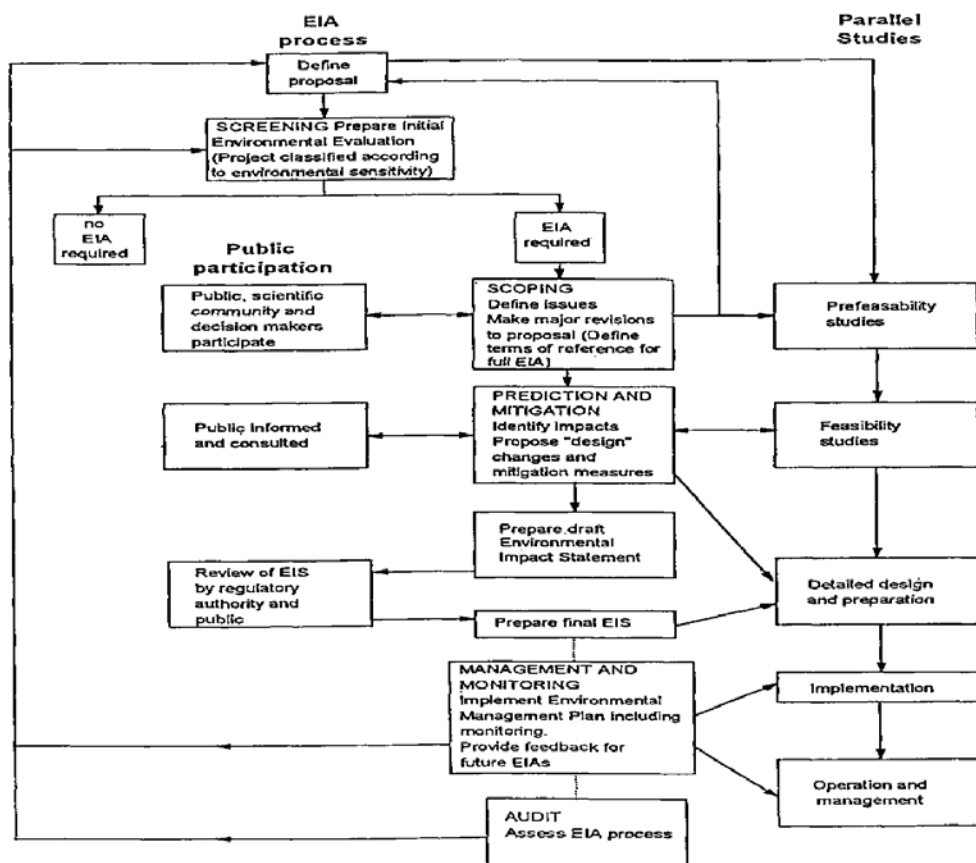 EIA
process
Parallel
Studies
Define
proposal
SCREENING Prepare Initial
Environmental Evaluation
(Project classified according
to environmental sensitivity)
no
EIA
required
EIA
required
Public
participation
Public, scientific
community and
decision makers
participate
SCOPING
Define issues
Make major revisions
to proposal (Define
terms of reference for
full EIA)
Prefeasability
studies
Public Informed
and consulted
PREDICTION AND
MITIGATION
Identify impacts
Propose "design"
changes and
mitigation measures
Feasibility
studies
Prepare draft
Environmental
Impact Statement
Review of EIS
by regulatory
authority and
public
Prepare final EIS
Detailed design
and preparation
MANAGEMENT AND
MONITORING
Implement Environmental
Management Plan including
monitoring.
Provide feedback for
future EIAs
Implementation
Operation and
management
AUDIT
Assess EIA process